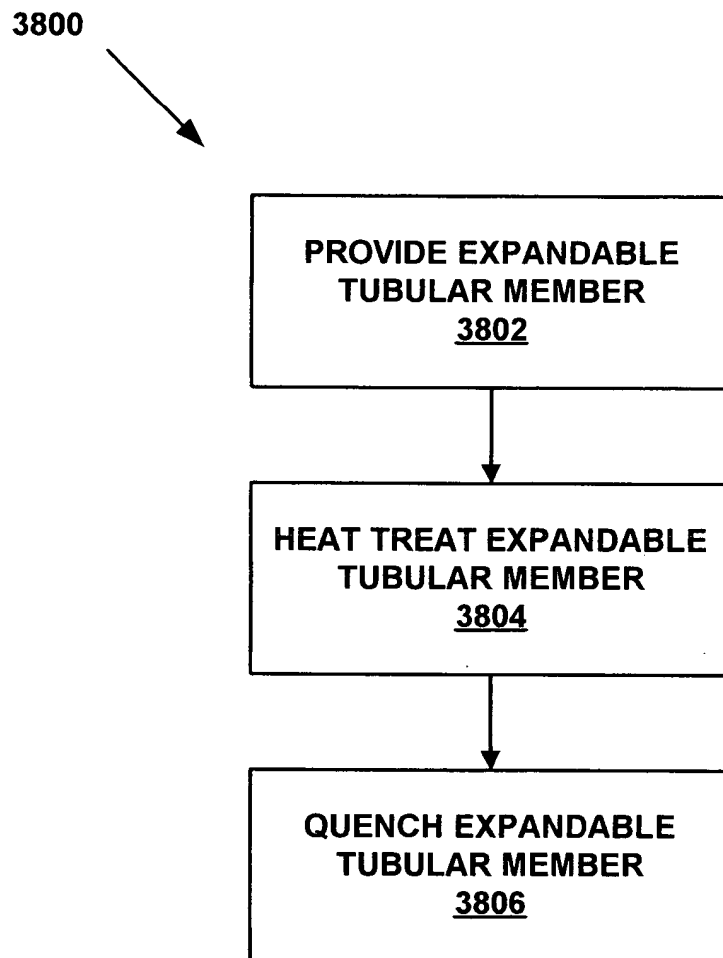 3800
PROVIDE EXPANDABLE
TUBULAR MEMBER
3802
HEAT TREAT EXPANDABLE
TUBULAR MEMBER
3804
QUENCH EXPANDABLE
TUBULAR MEMBER
3806